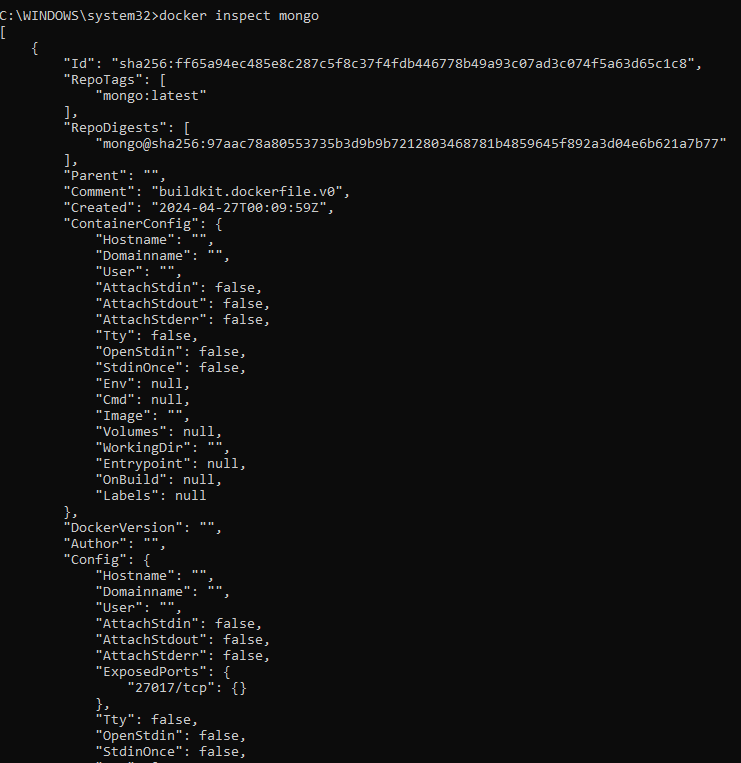 C:\WINDOWS\system32>docker inspect mongo
[
    {
        "Id": "sha256:ff65a94ec485e8c287c5f8c37f4fdb446778b49a93c07ad3c074f5a63d65c1c8",
        "RepoTags": [
            "mongo:latest"
        ],
        "RepoDigests": [
            "mongo@sha256:97aac78a80553735b3d9b9b7212803468781b4859645f892a3d04e6b621a7b77"
        ],
        "Parent": "",
        "Comment": "buildkit.dockerfile.v0",
        "Created": "2024-04-27T00:09:59Z",
        "ContainerConfig": {
            "Hostname": "",
            "Domainname": "",
            "User": "",
            "AttachStdin": false,
            "AttachStdout": false,
            "AttachStderr": false,
            "Tty": false,
            "OpenStdin": false,
            "StdinOnce": false,
            "Env": null,
            "Cmd": null,
            "Image": "",
            "Volumes": null,
            "WorkingDir": "",
            "Entrypoint": null,
            "OnBuild": null,
            "Labels": null
        },
        "DockerVersion": "",
        "Author": "",
        "Config": {
            "Hostname": "",
            "Domainname": "",
            "User": "",
            "AttachStdin": false,
            "AttachStdout": false,
            "AttachStderr": false,
            "ExposedPorts": {
                "27017/tcp": {}
            },
            "Tty": false,
            "OpenStdin": false,
            "StdinOnce": false,